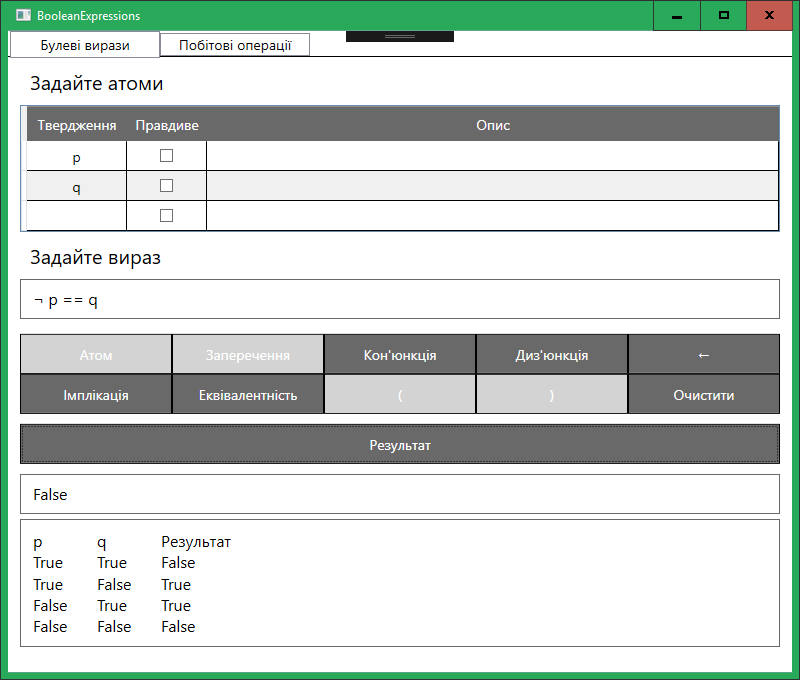 BooleanExpressions
Булеві вирази Побітові операції
Задайте атоми
Твердження Правдиве Опис
p
q
Задайте вираз
¬ p == q
Атом Заперечення Кон'юнкція Диз'юнкція ←
Імплікація Еквівалентність ( ) Очистити
Результат
False
p q Результат
True True False
True False True
False True True
False False False